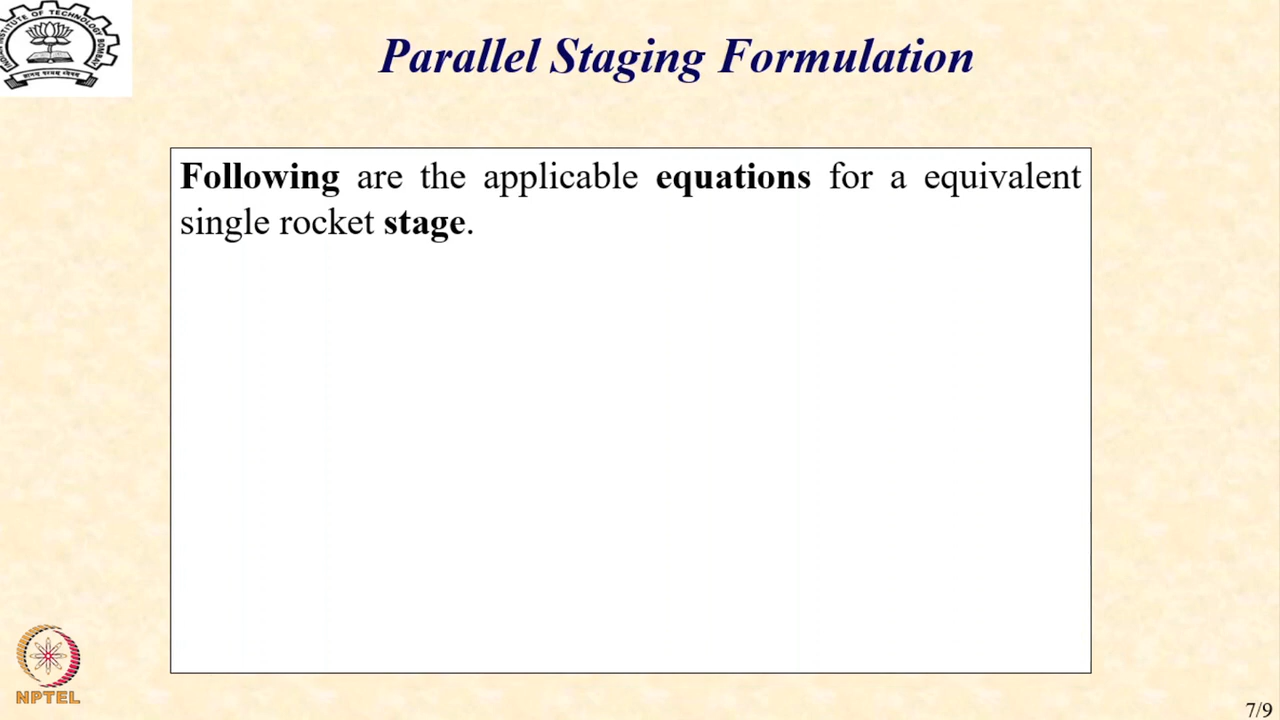 Parallel Staging Formulation
Following are the applicable equations for a equivalent
single rocket stage.
NPTEL
7/9